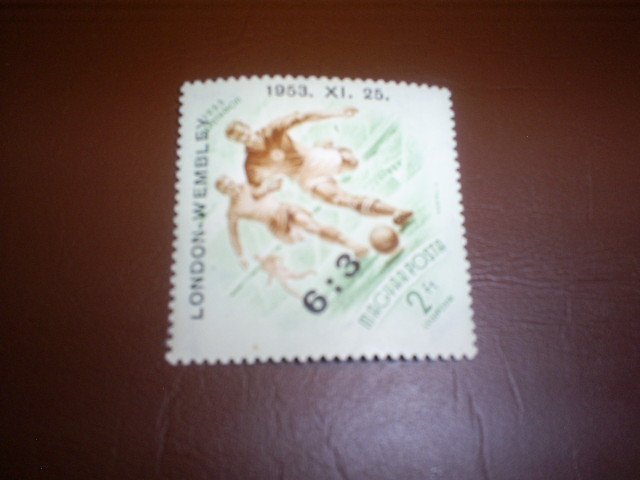 1953. XI. 25.
LONDON-WEMBLEY
6:3
MAGYAR POSTA
2 Ft